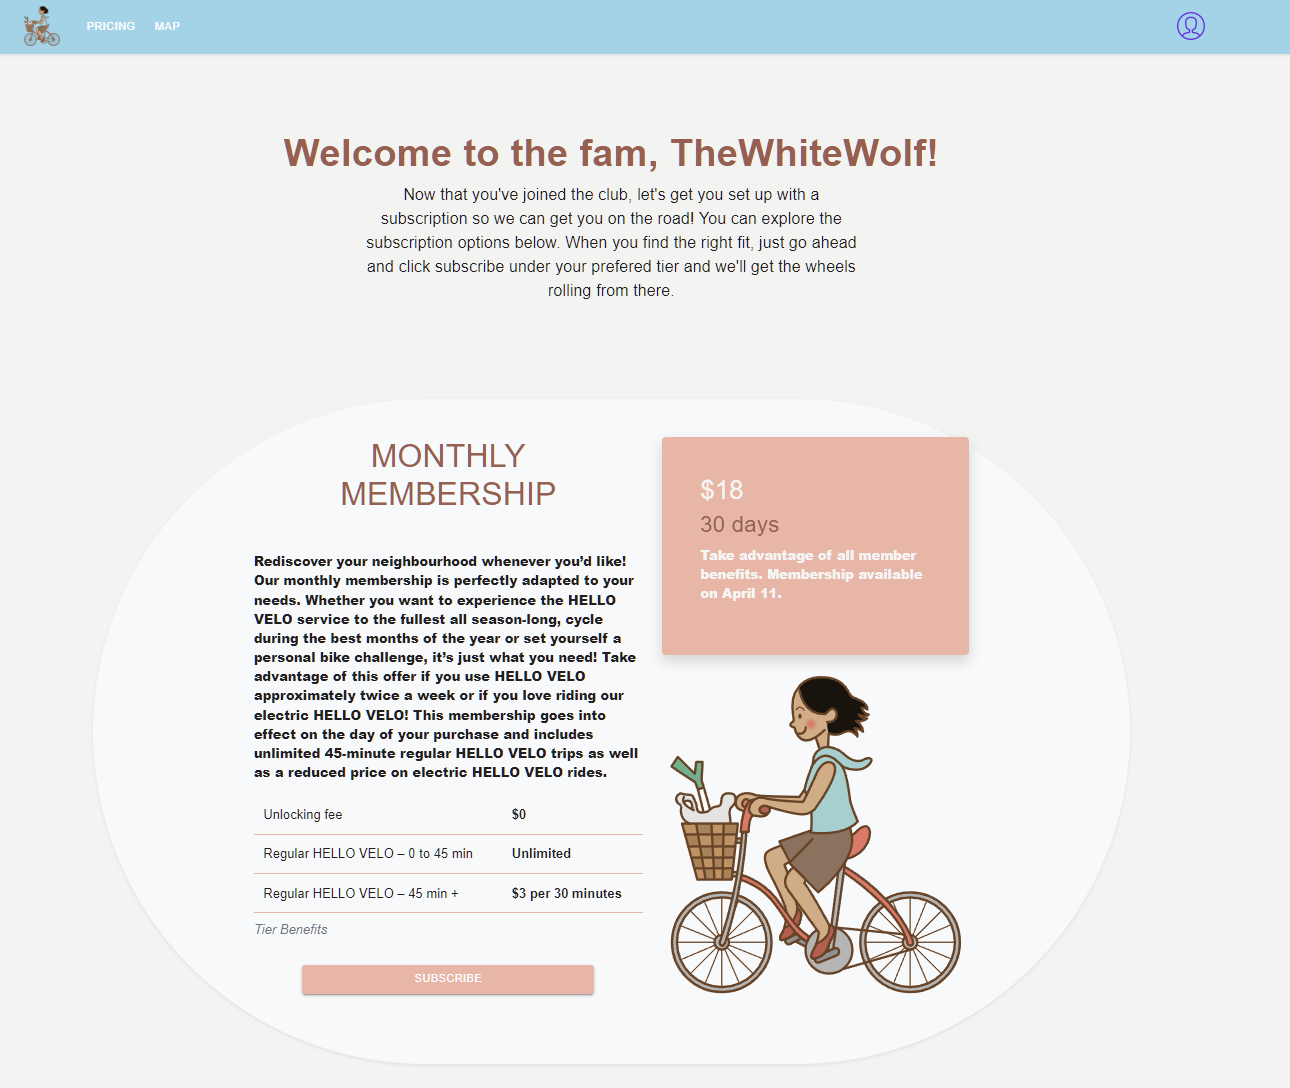 PRICING MAP
Welcome to the fam, TheWhiteWolf!
Now that you've joined the club, let's get you set up with a
subscription so we can get you on the road! You can explore the
subscription options below. When you find the right fit, just go ahead
and click subscribe under your prefered tier and we'll get the wheels
rolling from there.
MONTHLY
MEMBERSHIP
Rediscover your neighbourhood whenever you’d like!
Our monthly membership is perfectly adapted to your
needs. Whether you want to experience the HELLO
VELO service to the fullest all season-long, cycle
during the best months of the year or set yourself a
personal bike challenge, it’s just what you need! Take
advantage of this offer if you use HELLO VELO
approximately twice a week or if you love riding our
electric HELLO VELO! This membership goes into
effect on the day of your purchase and includes
unlimited 45-minute regular HELLO VELO trips as well
as a reduced price on electric HELLO VELO rides.
Unlocking fee $0
Regular HELLO VELO – 0 to 45 min Unlimited
Regular HELLO VELO – 45 min + $3 per 30 minutes
Tier Benefits
SUBSCRIBE
$18
30 days
Take advantage of all member
benefits. Membership available
on April 11.